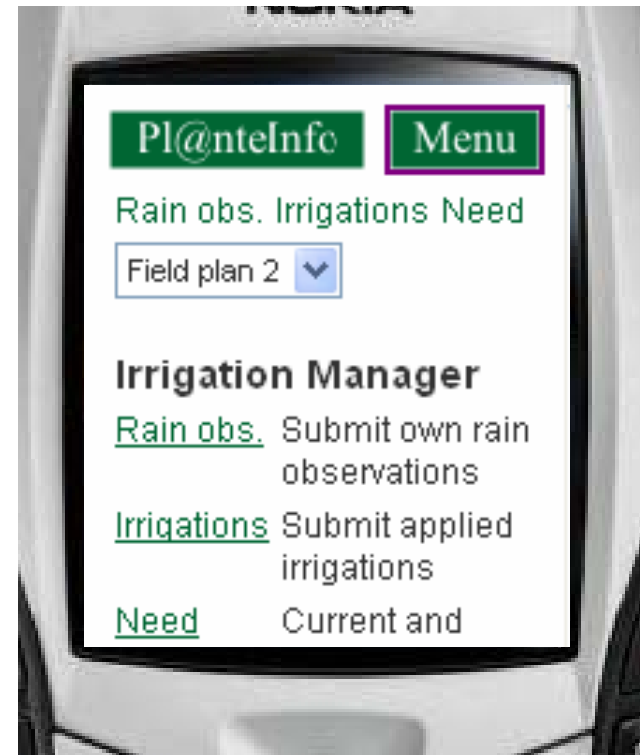 NOKIA
Pl@nteInfo Menu
Rain obs. Irrigations Need
Field plan 2
Irrigation Manager
Rain obs. Submit own rain
observations
Irrigations Submit applied
irrigations
Need Current and